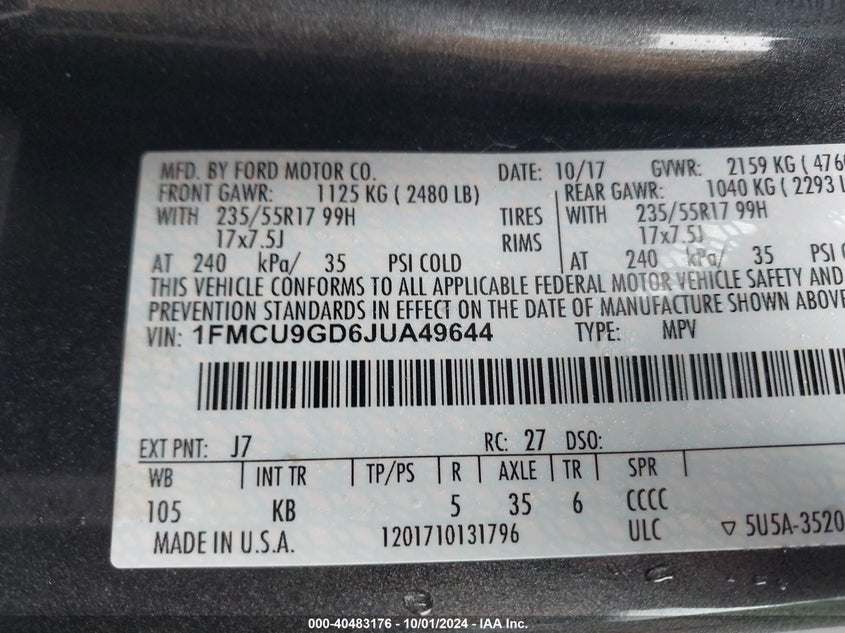 MFD. BY FORD MOTOR CO. DATE: 10/17 GVWR: 2159 KG ( 4760
FRONT GAWR: 1125 KG ( 2480 LB) REAR GAWR: 1040 KG ( 2293 L
WITH 235/55R17 99H TIRES WITH 235/55R17 99H
17x7.5J RIMS 17x7.5J
AT 240 kPa/ 35 PSI COLD AT 240 kPa/ 35 PSI
THIS VEHICLE CONFORMS TO ALL APPLICABLE FEDERAL MOTOR VEHICLE SAFETY AND
PREVENTION STANDARDS IN EFFECT ON THE DATE OF MANUFACTURE SHOWN ABOVE
VIN: 1FMCU9GD6JUA49644 TYPE: MPV
EXT PNT: J7 RC: 27 DSO:
WB INT TR TP/PS R AXLE TR SPR
105 KB 5 35 6 CCCC
MADE IN U.S.A. 1201710131796 ULC ▽ 5U5A-3520
000-40483176 - 10/01/2024 - IAA Inc.